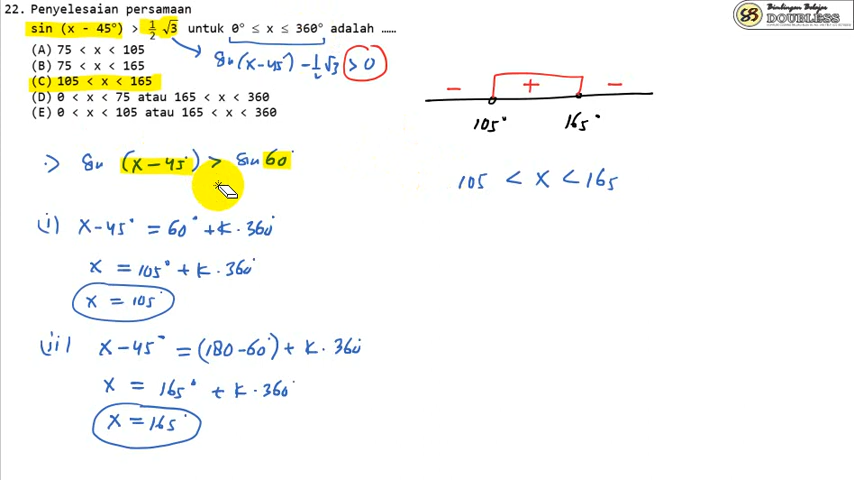 22. Penyelesaian persamaan
sin (x - 45°) > ½ √3 untuk 0° ≤ x ≤ 360° adalah ……
(A) 75 < x < 105
(B) 75 < x < 165
(C) 105 < x < 165
(D) 0 < x < 75 atau 165 < x < 360
(E) 0 < x < 105 atau 165 < x < 360
sin (x-45) - ½√3 > 0
Bimbingan Belajar
88 DOUBLESS
- + -
105° 165°
105 < x < 165
:) sin (x-45°) > sin 60°
(i) x-45° = 60° + k. 360°
x = 105° + k. 360°
x = 105°
(ii) x-45° = (180-60°) + k. 360°
x = 165° + k. 360°
x = 165°